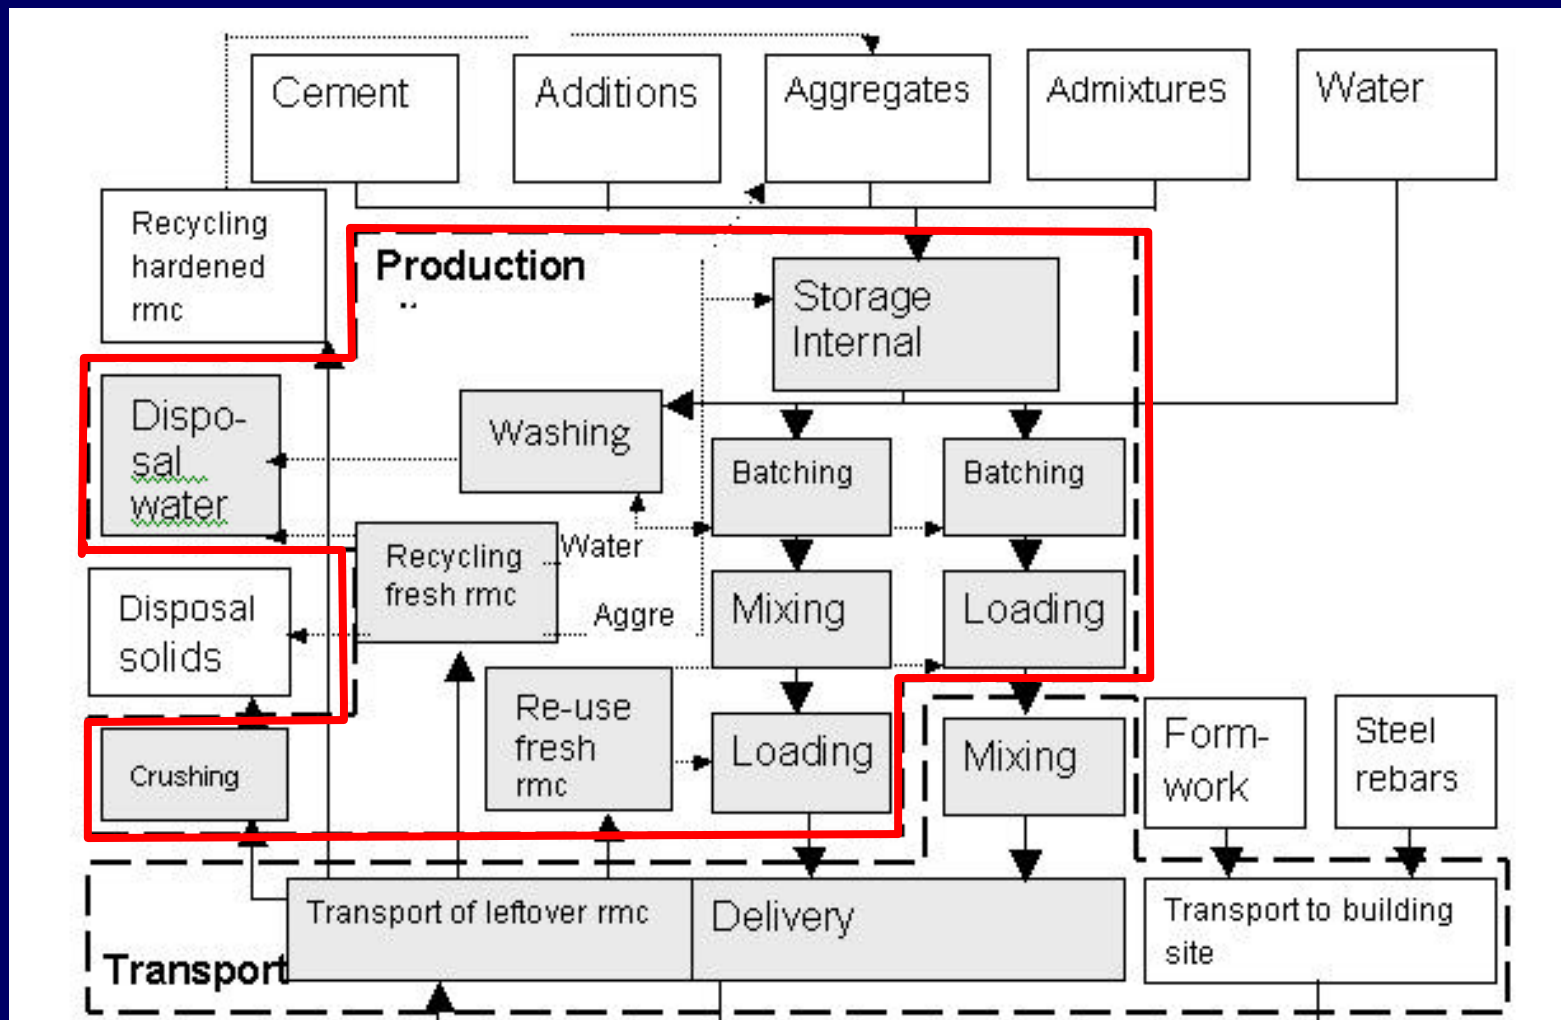 Cement
Additions
Aggregates
Admixtures
Water
Recycling
hardened
rmc
Production
Storage
Internal
Dispo-
sal
water
Washing
Batching
Batching
Recycling
fresh rmc
Water
Aggre
Disposal
solids
Mixing
Loading
Re-use
fresh
rmc
Loading
Mixing
Form-
work
Steel
rebars
Crushing
Transport of leftover rmc
Delivery
Transport to building
site
Transport